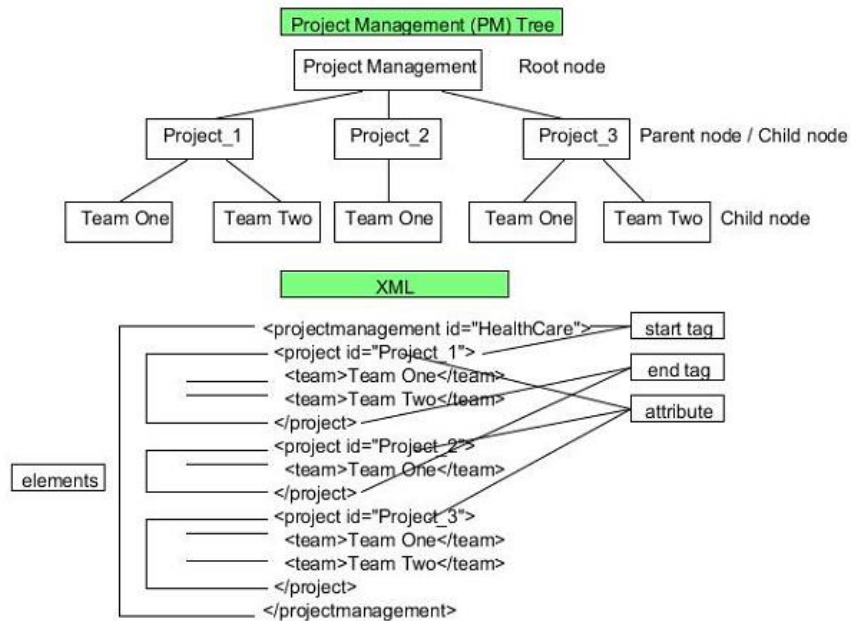 Project Management (PM) Tree
Project Management Root node
Project_1 Project_2 Project_3 Parent node / Child node
Team One Team Two Team One Team One Team Two Child node
XML
<projectmanagement id="HealthCare"> start tag
<project id="Project_1">
<team>Team One</team> end tag
<team>Team Two</team>
attribute
</project>
<project id="Project_2">
<team>Team One</team>
elements
</project>
<project id="Project_3">
<team>Team One</team>
<team>Team Two</team>
</project>
</projectmanagement>